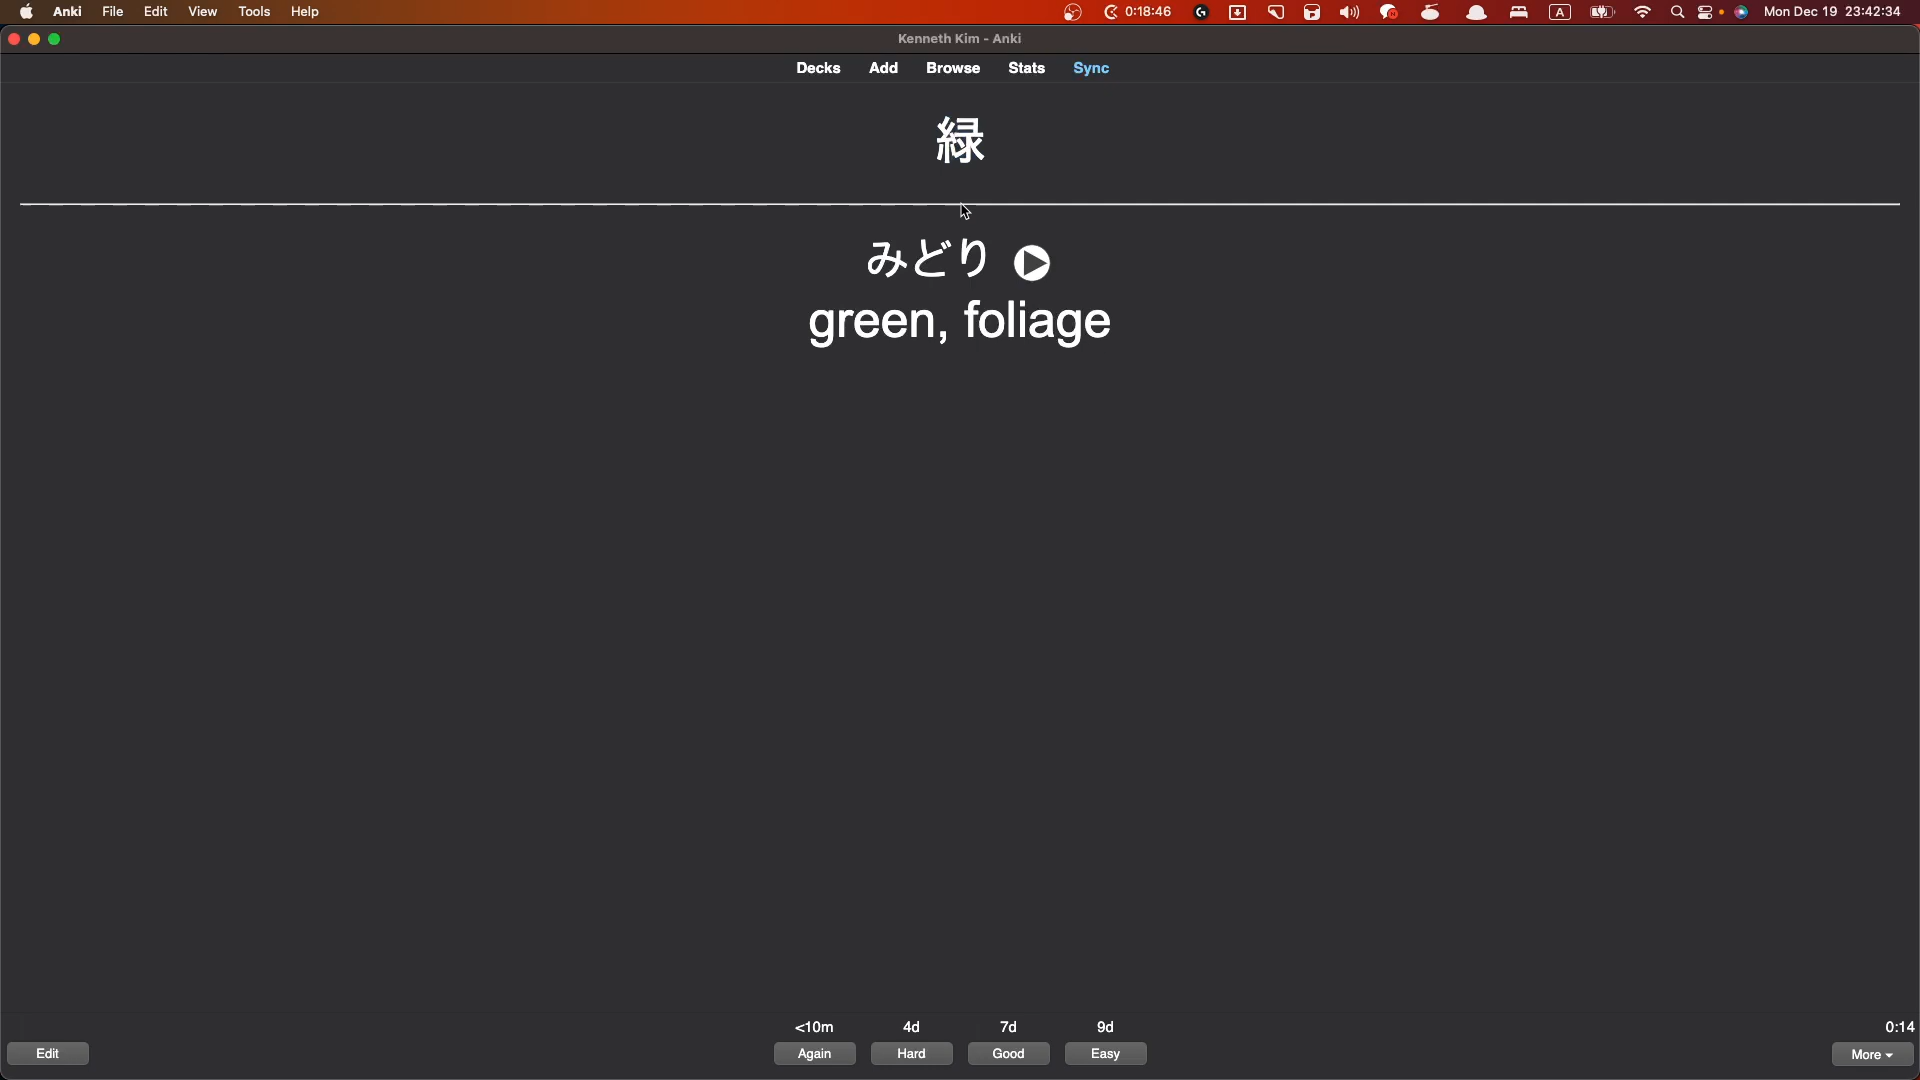 Anki File Edit View Tools Help 0:18:46 A Mon Dec 19 23:42:34
Kenneth Kim - Anki
Decks Add Browse Stats Sync
緑
みどり
green, foliage
<10m 4d 7d 9d 0:14
Edit Again Hard Good Easy More